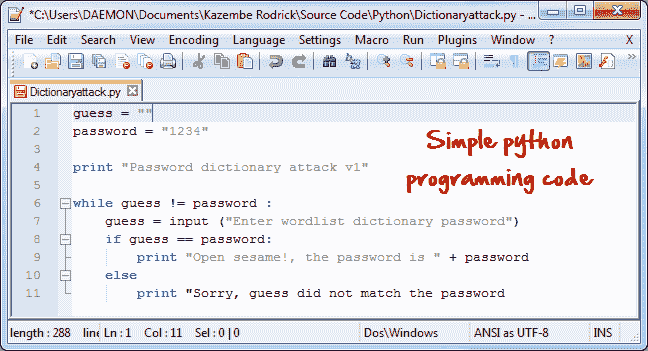 *C:\Users\DAEMON\Documents\Kazembe Rodrick\Source Code\Python\Dictionaryattack.py - ...
File Edit Search View Encoding Language Settings Macro Run Plugins Window ? X
Dictionaryattack.py
1 guess = ""
2 password = "1234"
3
4 print "Password dictionary attack v1"
5
6 while guess != password :
7 guess = input ("Enter wordlist dictionary password")
8 if guess == password:
9 print "Open sesame!, the password is " + password
10 else
11 print "Sorry, guess did not match the password
Simple python
programming code
length : 288 line Ln : 1 Col : 11 Sel : 0 | 0 Dos\Windows ANSI as UTF-8 INS